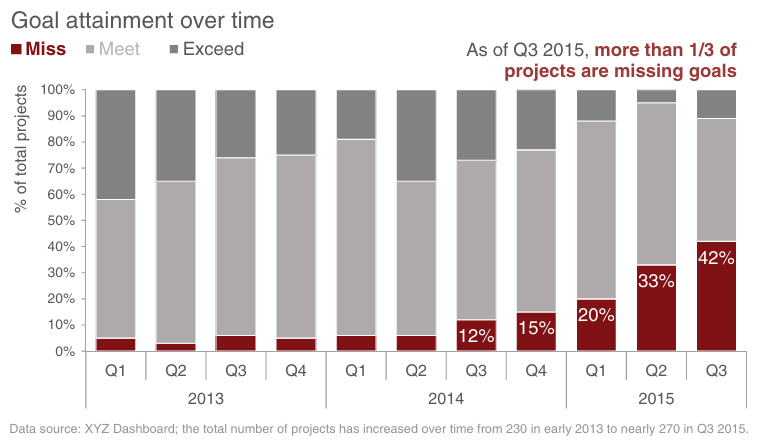 Goal attainment over time
Miss Meet Exceed
As of Q3 2015, more than 1/3 of
projects are missing goals
% of total projects
100%
90%
80%
70%
60%
50%
40%
30%
20%
10%
0%
12%
15%
20%
33%
42%
Q1 Q2 Q3 Q4 Q1 Q2 Q3 Q4 Q1 Q2 Q3
2013 2014 2015
Data source: XYZ Dashboard; the total number of projects has increased over time from 230 in early 2013 to nearly 270 in Q3 2015.